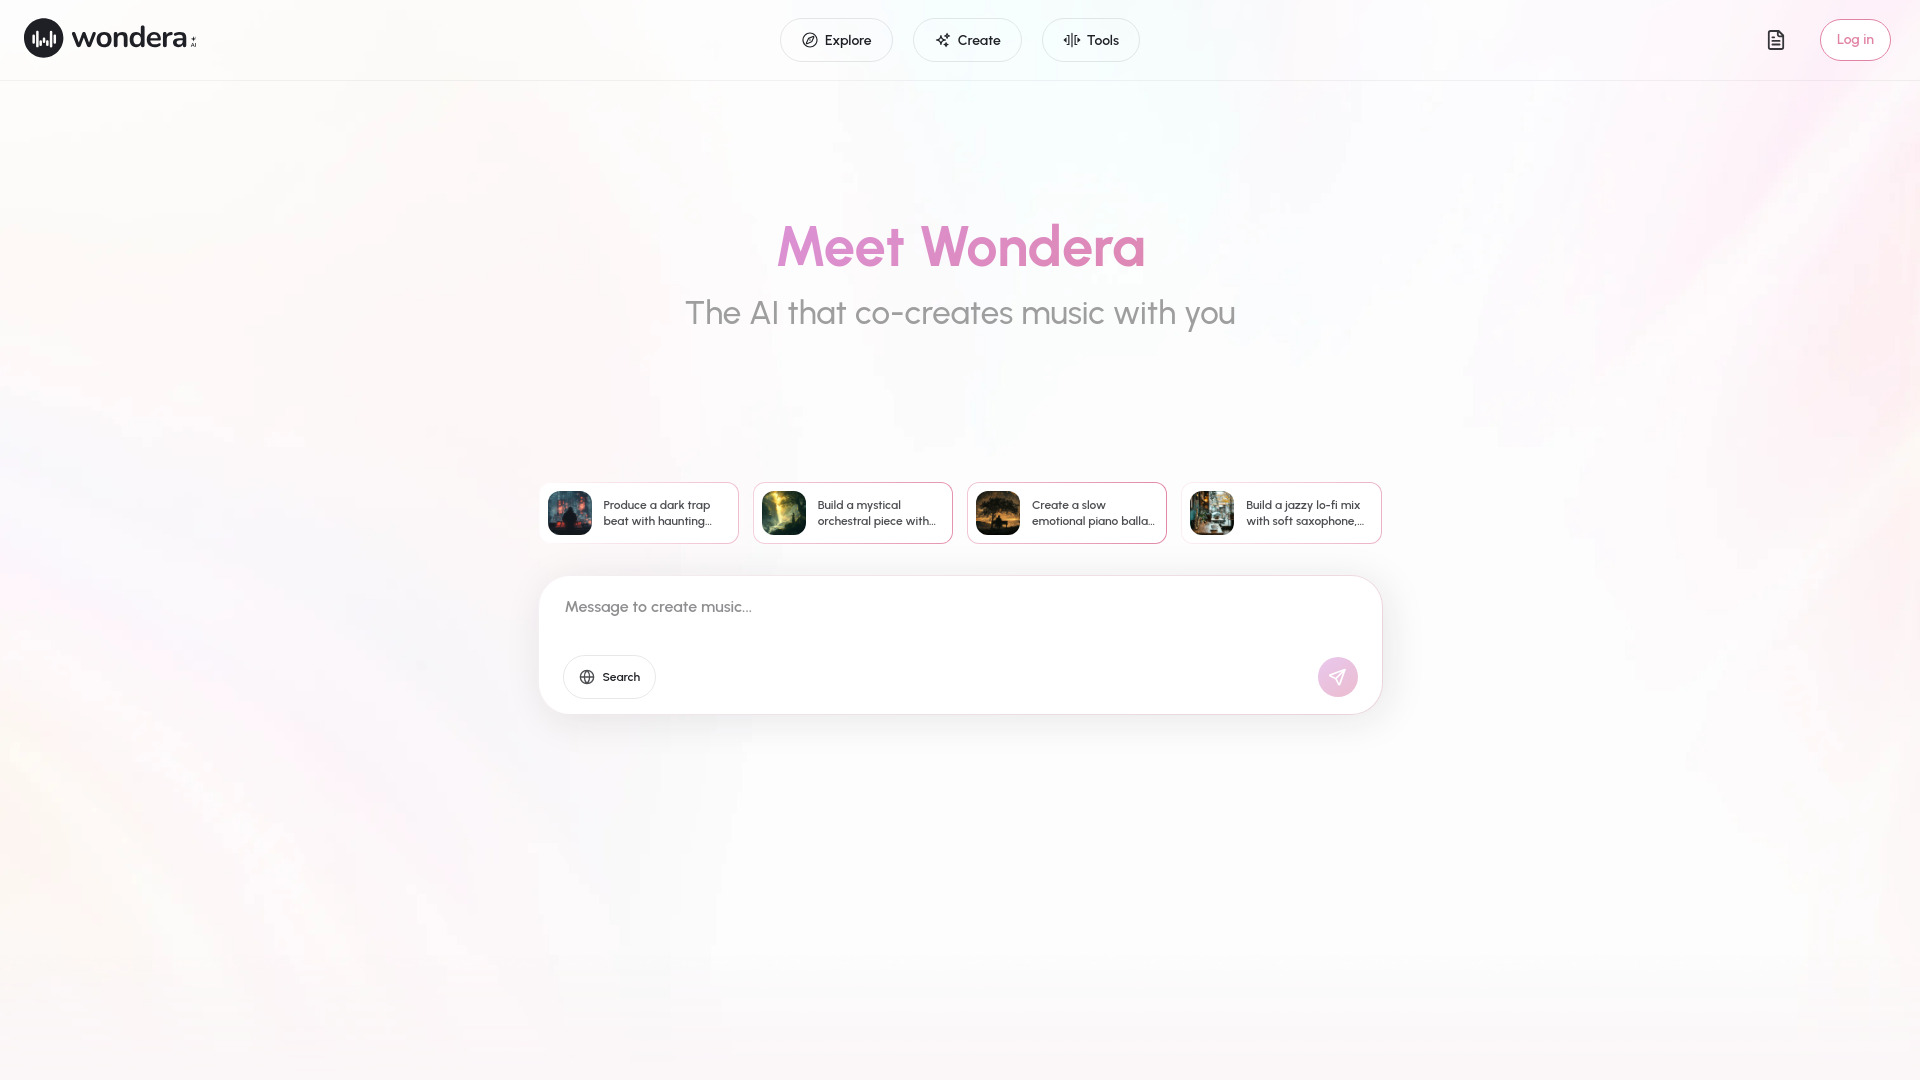 wondera
AI
Explore
Create
Tools
Log in
Meet Wondera
The AI that co-creates music with you
Produce a dark trap
beat with haunting...
Build a mystical
orchestral piece with...
Create a slow
emotional piano balla...
Build a jazzy lo-fi mix
with soft saxophone,...
Message to create music...
Search